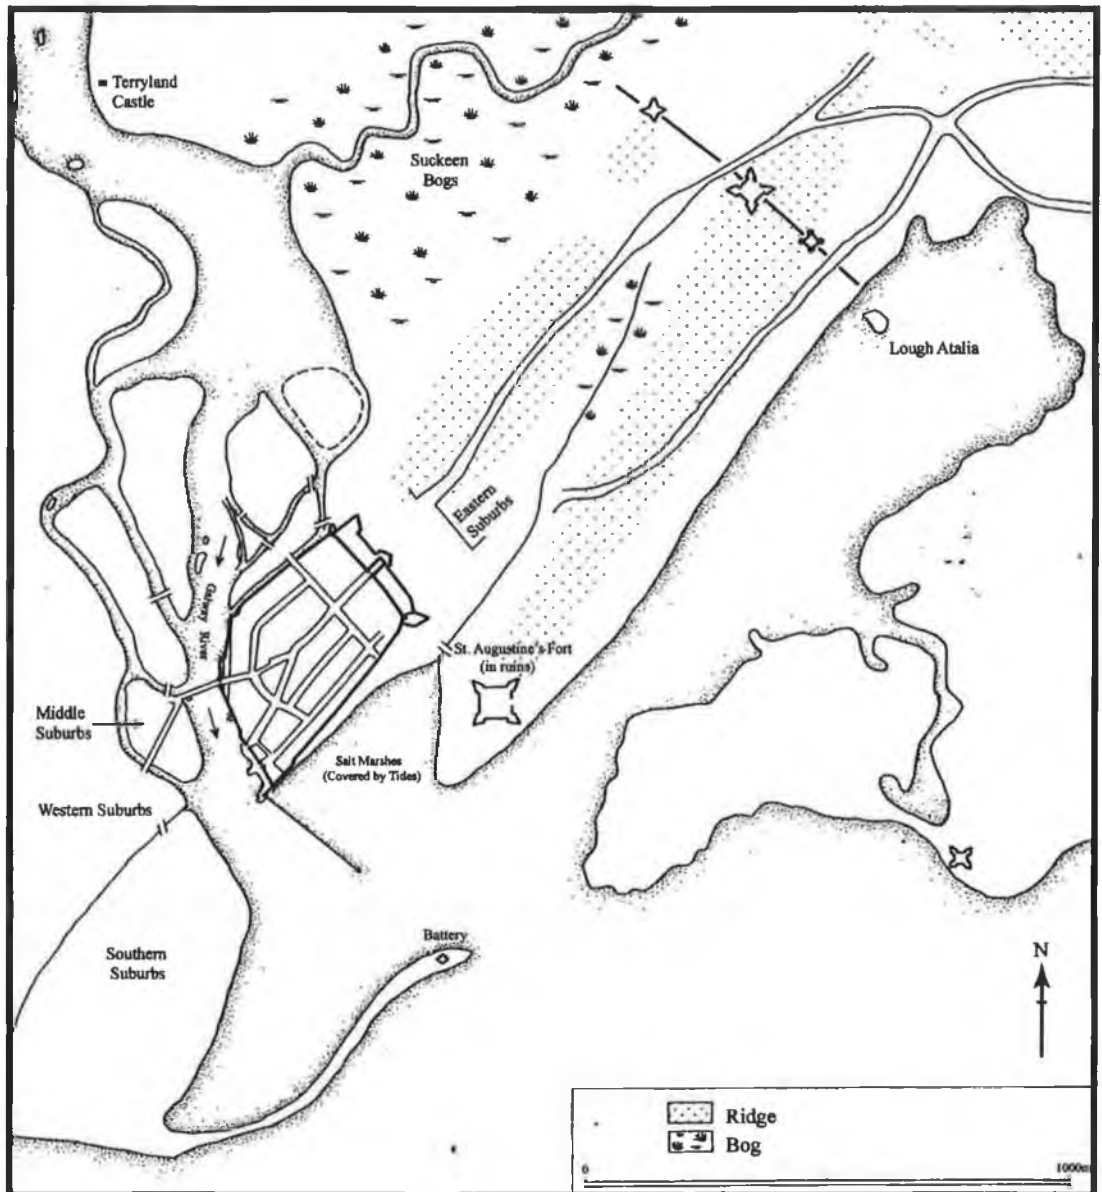 Terryland
Castle
Suckeen
Bogs
Lough Atalia
Eastern
Suburbs
Galway River
St. Augustine's Fort
(in ruins)
Middle
Suburbs
Salt Marshes
(Covered by Tides)
Western Suburbs
Battery
Southern
Suburbs
N
Ridge
Bog
0
1000m